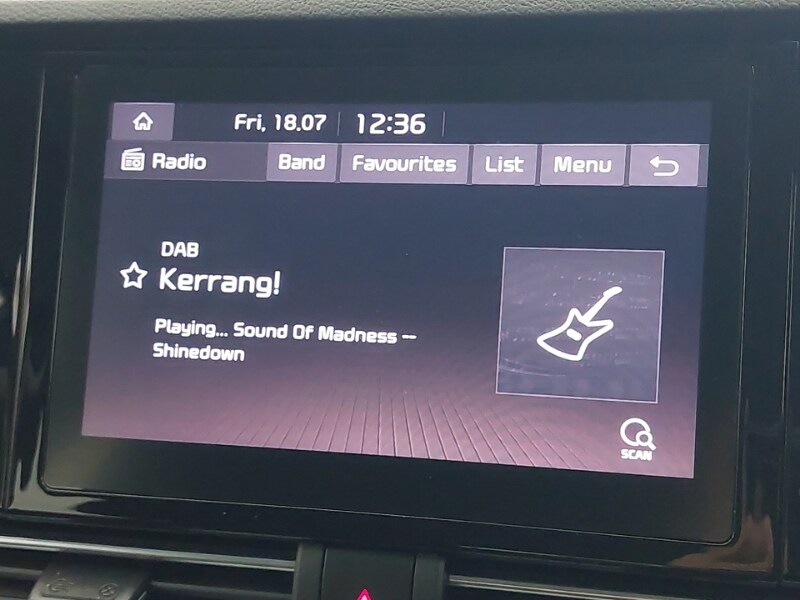 Fri, 18.07 12:36
Radio Band Favourites List Menu
DAB
Kerrang!
Playing... Sound Of Madness --
Shinedown
SCAN